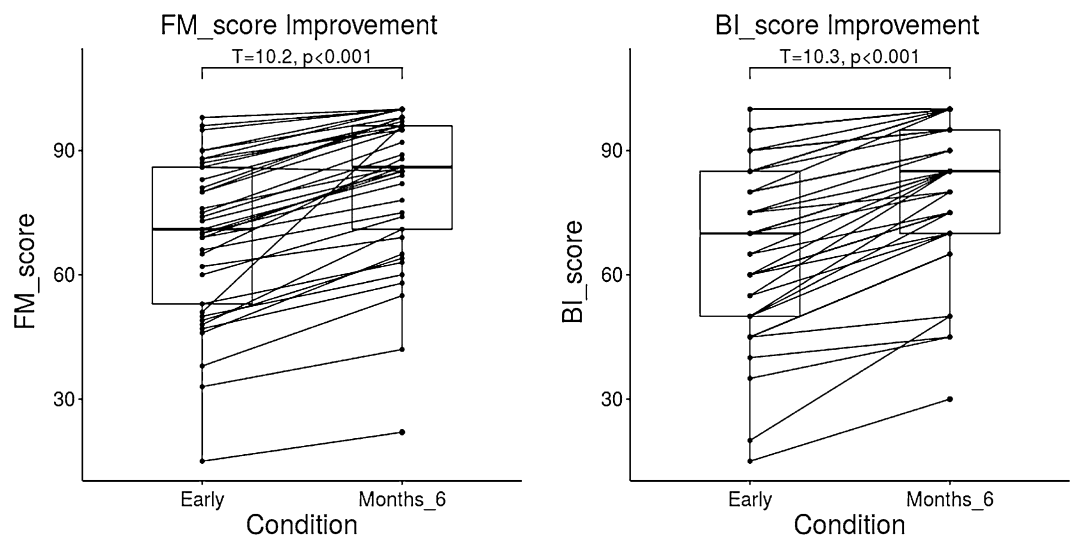 FM_score Improvement
T=10.2, p<0.001
90
60
30
FM_score
Early
Months_6
Condition
BI_score Improvement
T=10.3, p<0.001
90
60
30
BI_score
Early
Months_6
Condition